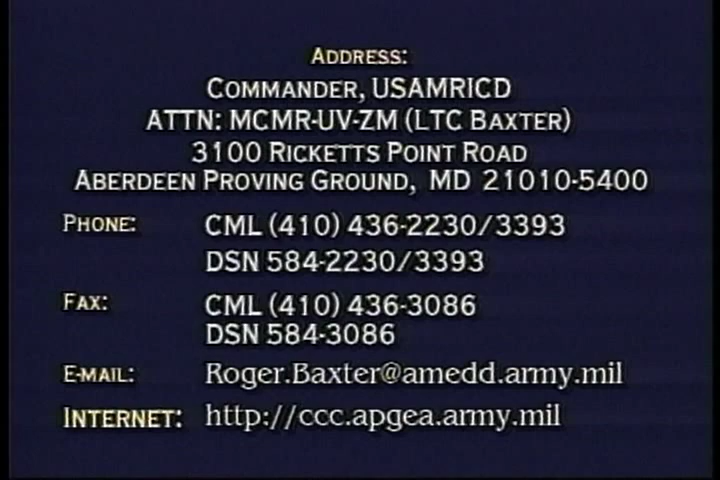 ADDRESS:
COMMANDER, USAMRICD
ATTN: MCMR-UV-ZM (LTC BAXTER)
3100 RICKETTS POINT ROAD
ABERDEEN PROVING GROUND, MD 21010-5400
PHONE: CML (410) 436-2230/3393
DSN 584-2230/3393
FAX: CML (410) 436-3086
DSN 584-3086
E-MAIL: Roger.Baxter@amedd.army.mil
INTERNET: http://ccc.apgea.army.mil